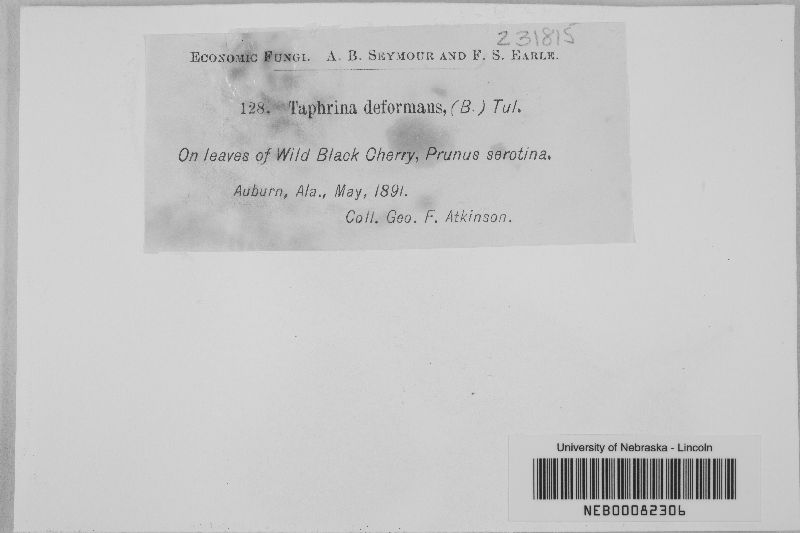 231815
Economic Fungi. A. B. Seymour and F. S. Earle.
128. Taphrina deformans, (B.) Tul.
On leaves of Wild Black Cherry, Prunus serotina.
Auburn, Ala., May, 1891.
Coll. Geo. F. Atkinson.
University of Nebraska - Lincoln
NEB00082306